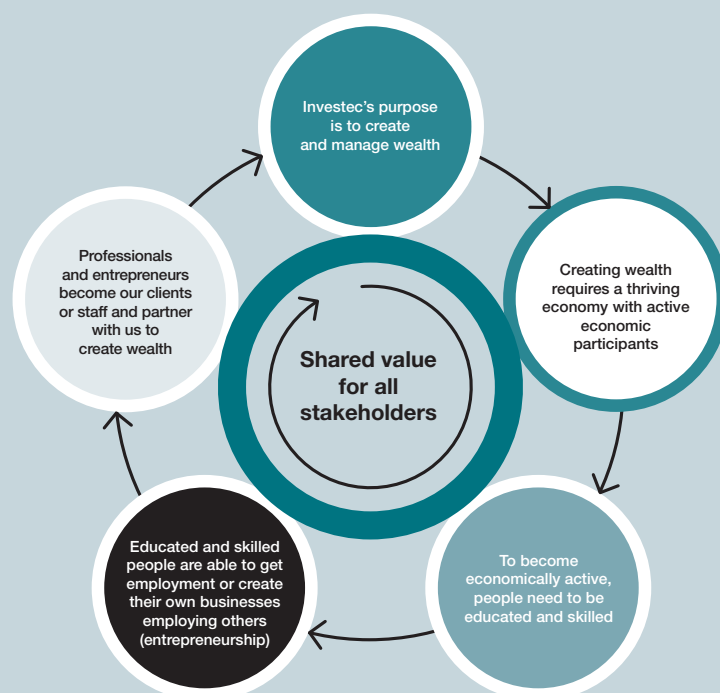 Investec's purpose
is to create
and manage wealth
Creating wealth
requires a thriving
economy with active
economic
participants
To become
economically active,
people need to be
educated and skilled
Educated and skilled
people are able to get
employment or create
their own businesses
employing others
(entrepreneurship)
Professionals
and entrepreneurs
become our clients
or staff and partner
with us to
create wealth
Shared value
for all
stakeholders